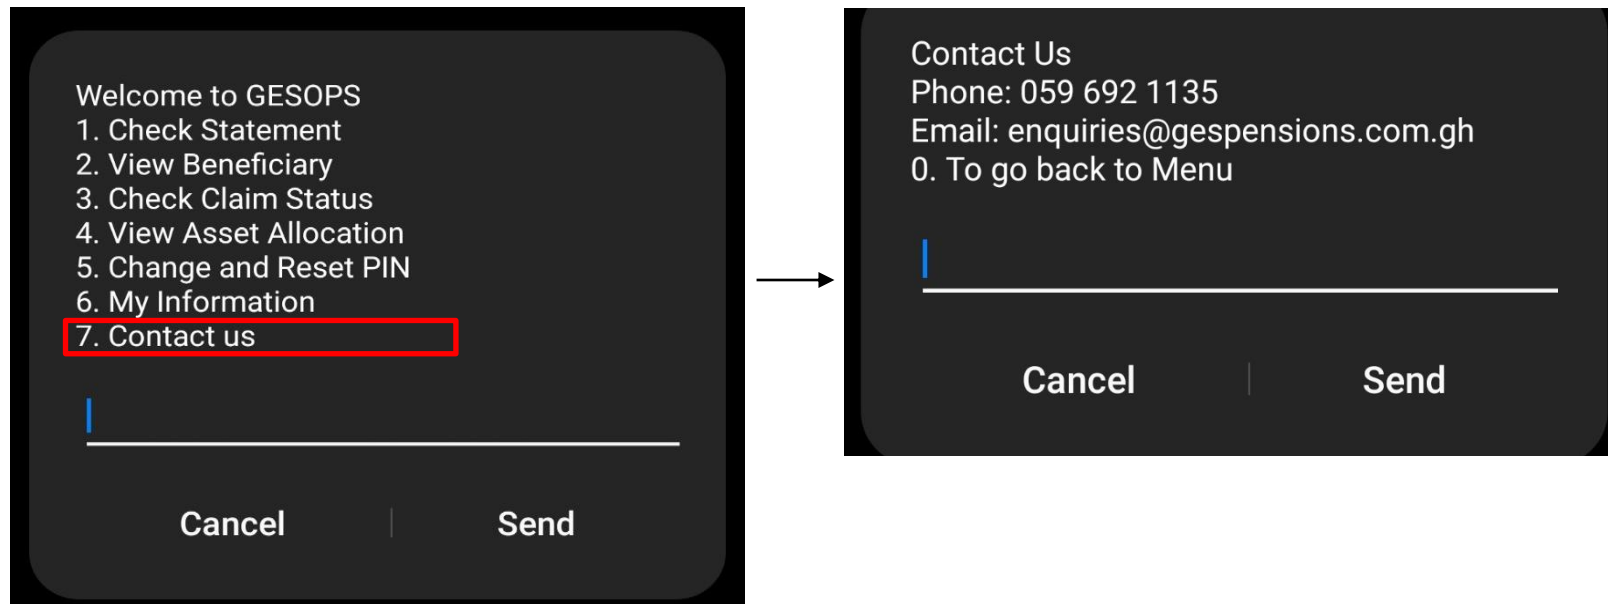 Welcome to GESOPS
1. Check Statement
2. View Beneficiary
3. Check Claim Status
4. View Asset Allocation
5. Change and Reset PIN
6. My Information
7. Contact us
Cancel
Send
Contact Us
Phone: 059 692 1135
Email: enquiries@gespensions.com.gh
0. To go back to Menu
Cancel
Send